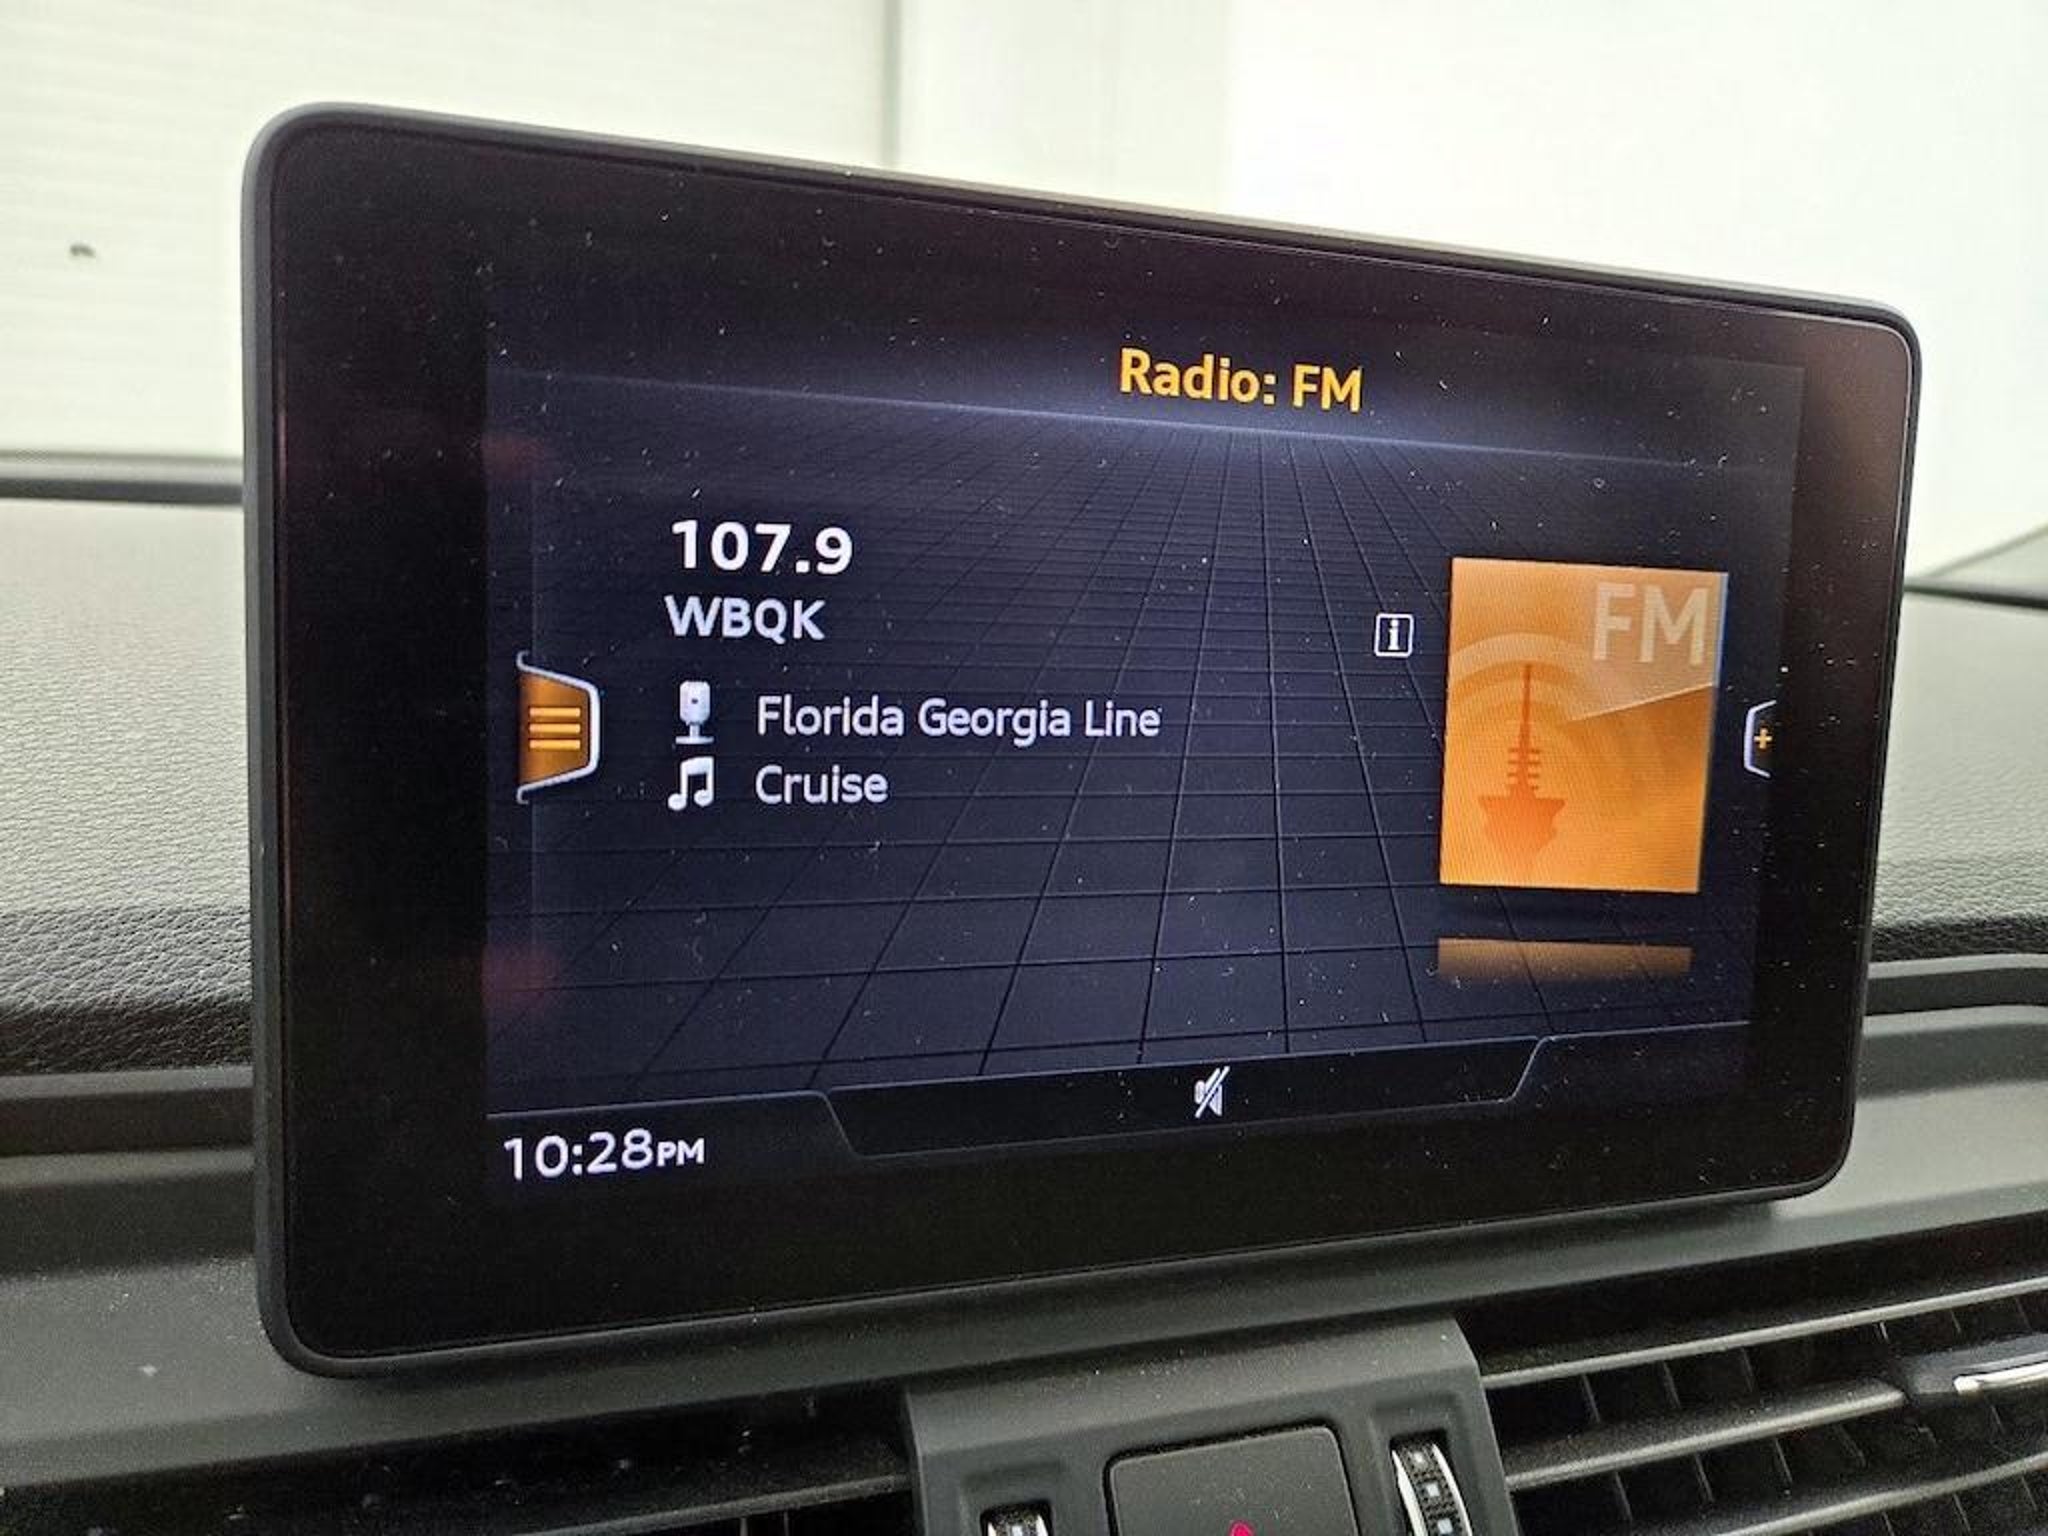 Radio: FM
107.9
WBQK
FM
Florida Georgia Line
Cruise
10:28PM